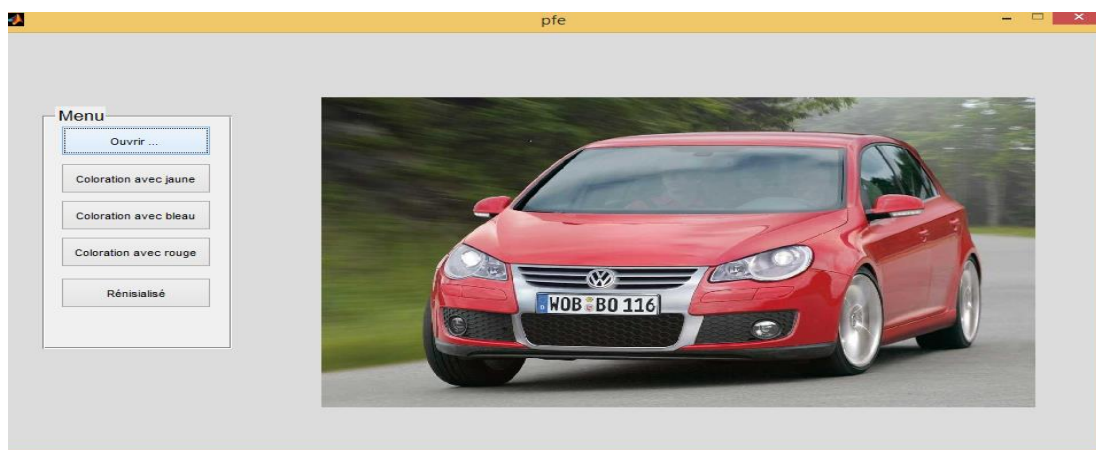 pfe
Menu
Ouvrir ...
Coloration avec jaune
Coloration avec bleau
Coloration avec rouge
Rénisialisé
WOB BO 116